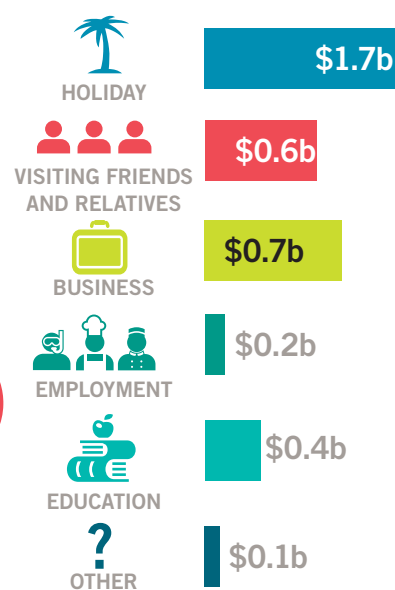 $1.7b
HOLIDAY
$0.6b
VISITING FRIENDS
AND RELATIVES
$0.7b
BUSINESS
$0.2b
EMPLOYMENT
$0.4b
EDUCATION
?
$0.1b
OTHER